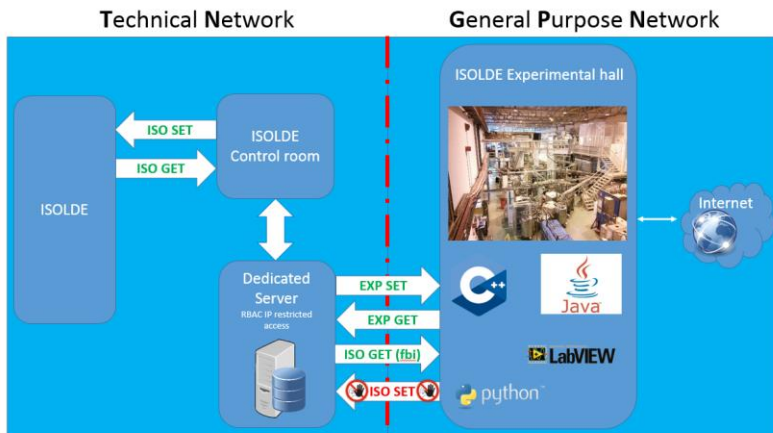 Technical Network
General Purpose Network
ISOLDE
ISO SET
ISO GET
ISOLDE
Control room
Dedicated
Server
RBAC IP restricted
access
EXP SET
EXP GET
ISO GET (fbi)
ISO SET
ISOLDE Experimental hall
C++
Java
LabVIEW
python
Internet